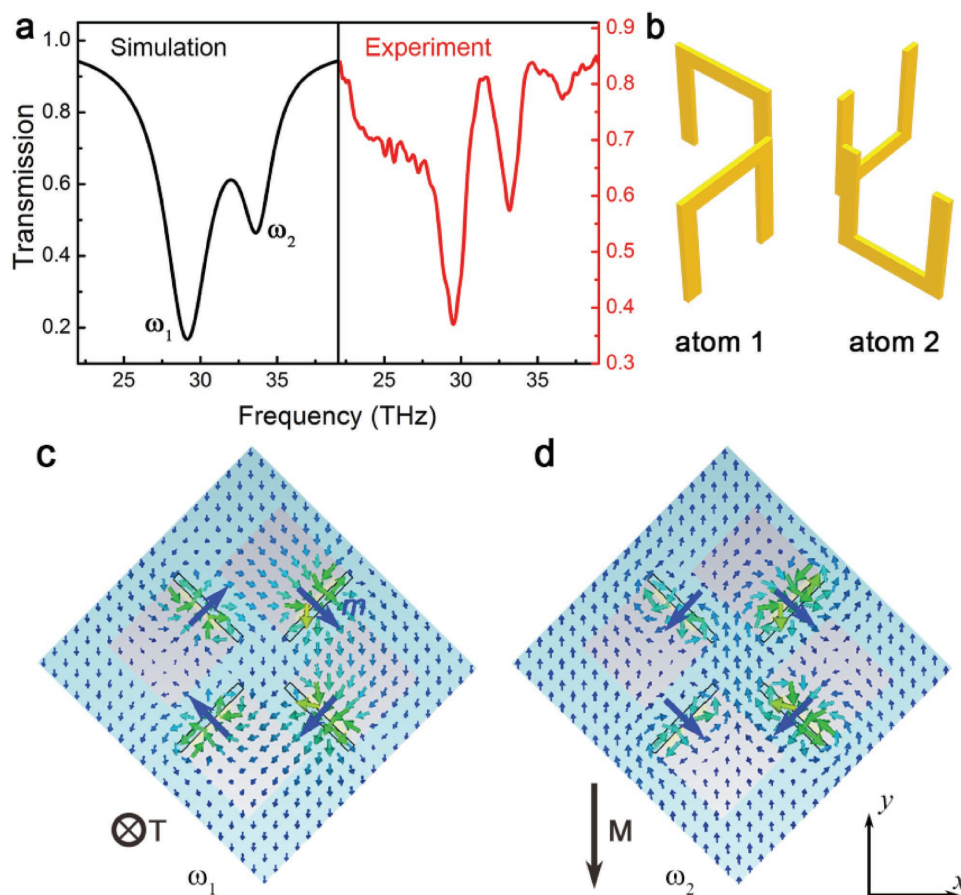 a
Simulation
Experiment
1.0
0.8
0.6
0.4
0.2
Transmission
ω1
ω2
0.9
0.8
0.7
0.6
0.5
0.4
0.3
25 30 35 25 30 35
Frequency (THz)
b
atom 1 atom 2
c
m
T
ω1
d
M
ω2
y
x